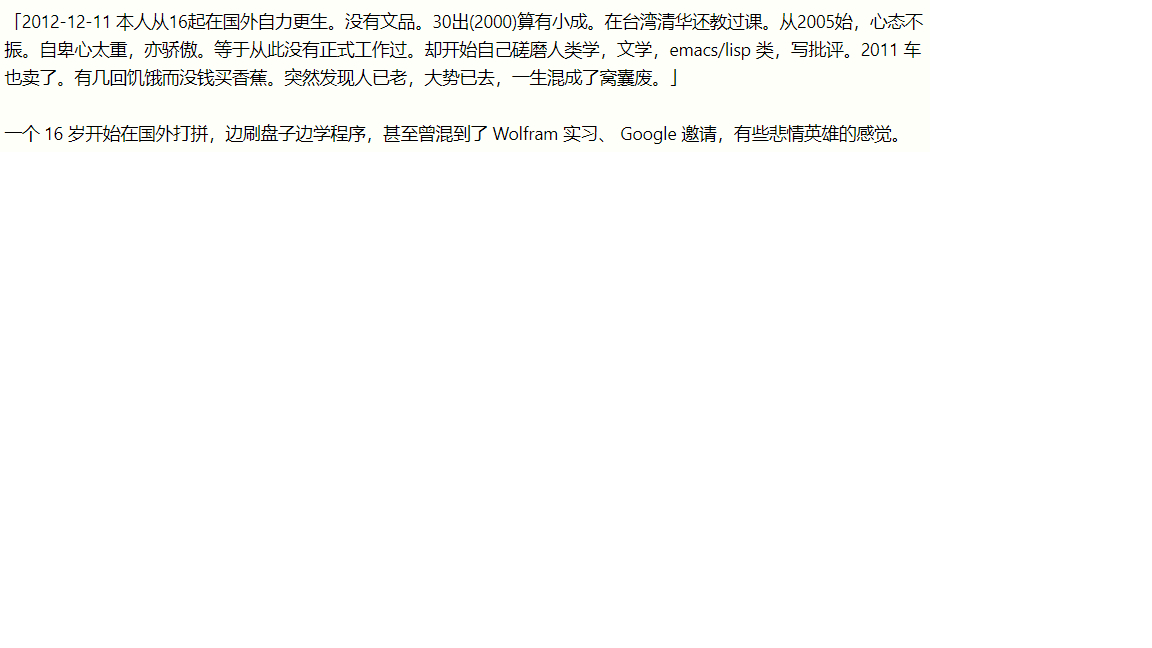 「2012-12-11 本人从16起在国外自力更生。没有文品。30出(2000)算有小成。在台湾清华还教过课。从2005始，心态不
振。自卑心太重，亦骄傲。等于从此没有正式工作过。却开始自己磋磨人类学，文学，emacs/lisp 类，写批评。2011 车
也卖了。有几回饥饿而没钱买香蕉。突然发现人已老，大势已去，一生混成了窝囊废。」
一个 16 岁开始在国外打拼，边刷盘子边学程序，甚至曾混到了 Wolfram 实习、 Google 邀请，有些悲情英雄的感觉。